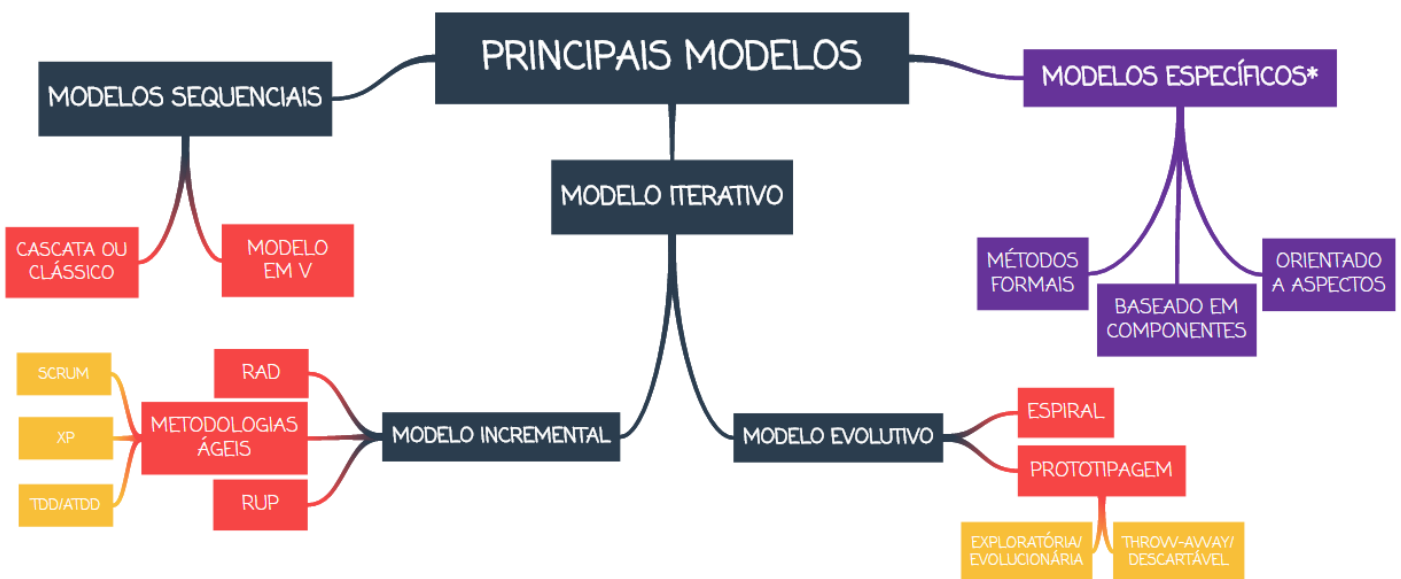 PRINCIPAIS MODELOS
MODELOS SEQUENCIAIS
MODELOS ESPECÍFICOS*
MODELO ITERATIVO
CASCATA OU
CLÁSSICO
MODELO
EM V
MÉTODOS
FORMAIS
BASEADO EM
COMPONENTES
ORIENTADO
A ASPECTOS
SCRUM
XP
TDD/ATDD
METODOLOGIAS
ÁGEIS
RAD
RUP
MODELO INCREMENTAL
MODELO EVOLUTIVO
ESPIRAL
PROTOTIPAGEM
EXPLORATÓRIA/
EVOLUCIONÁRIA
THROW-AWAY/
DESCARTÁVEL